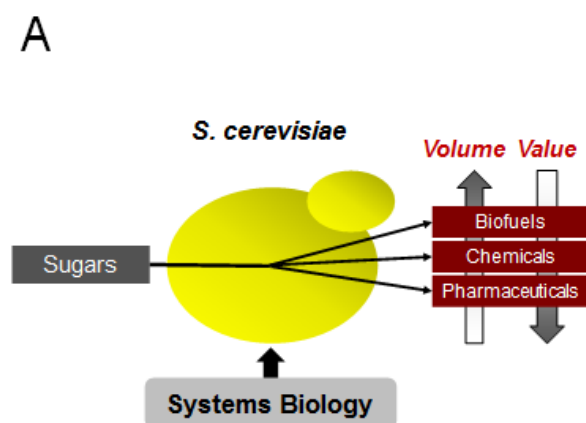 A
S. cerevisiae
Volume Value
Sugars
Biofuels
Chemicals
Pharmaceuticals
Systems Biology